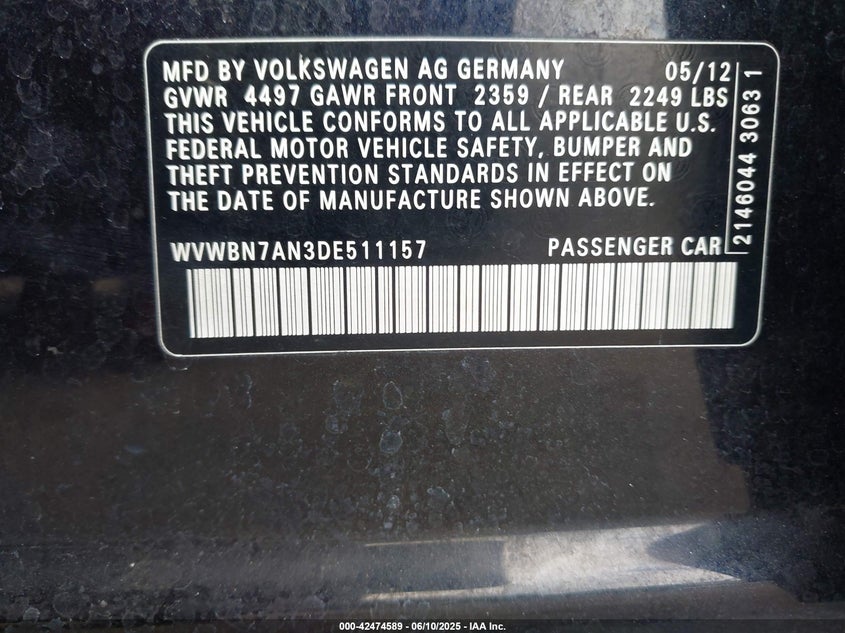 MFD BY VOLKSWAGEN AG GERMANY 05/12
GVWR 4497 GAWR FRONT 2359 / REAR 2249 LBS
THIS VEHICLE CONFORMS TO ALL APPLICABLE U.S.
FEDERAL MOTOR VEHICLE SAFETY, BUMPER AND
THEFT PREVENTION STANDARDS IN EFFECT ON
THE DATE OF MANUFACTURE SHOWN ABOVE.
WVWBN7AN3DE511157 PASSENGER CAR
2146044 3063 1
000-42474589 - 06/10/2025 - IAA Inc.